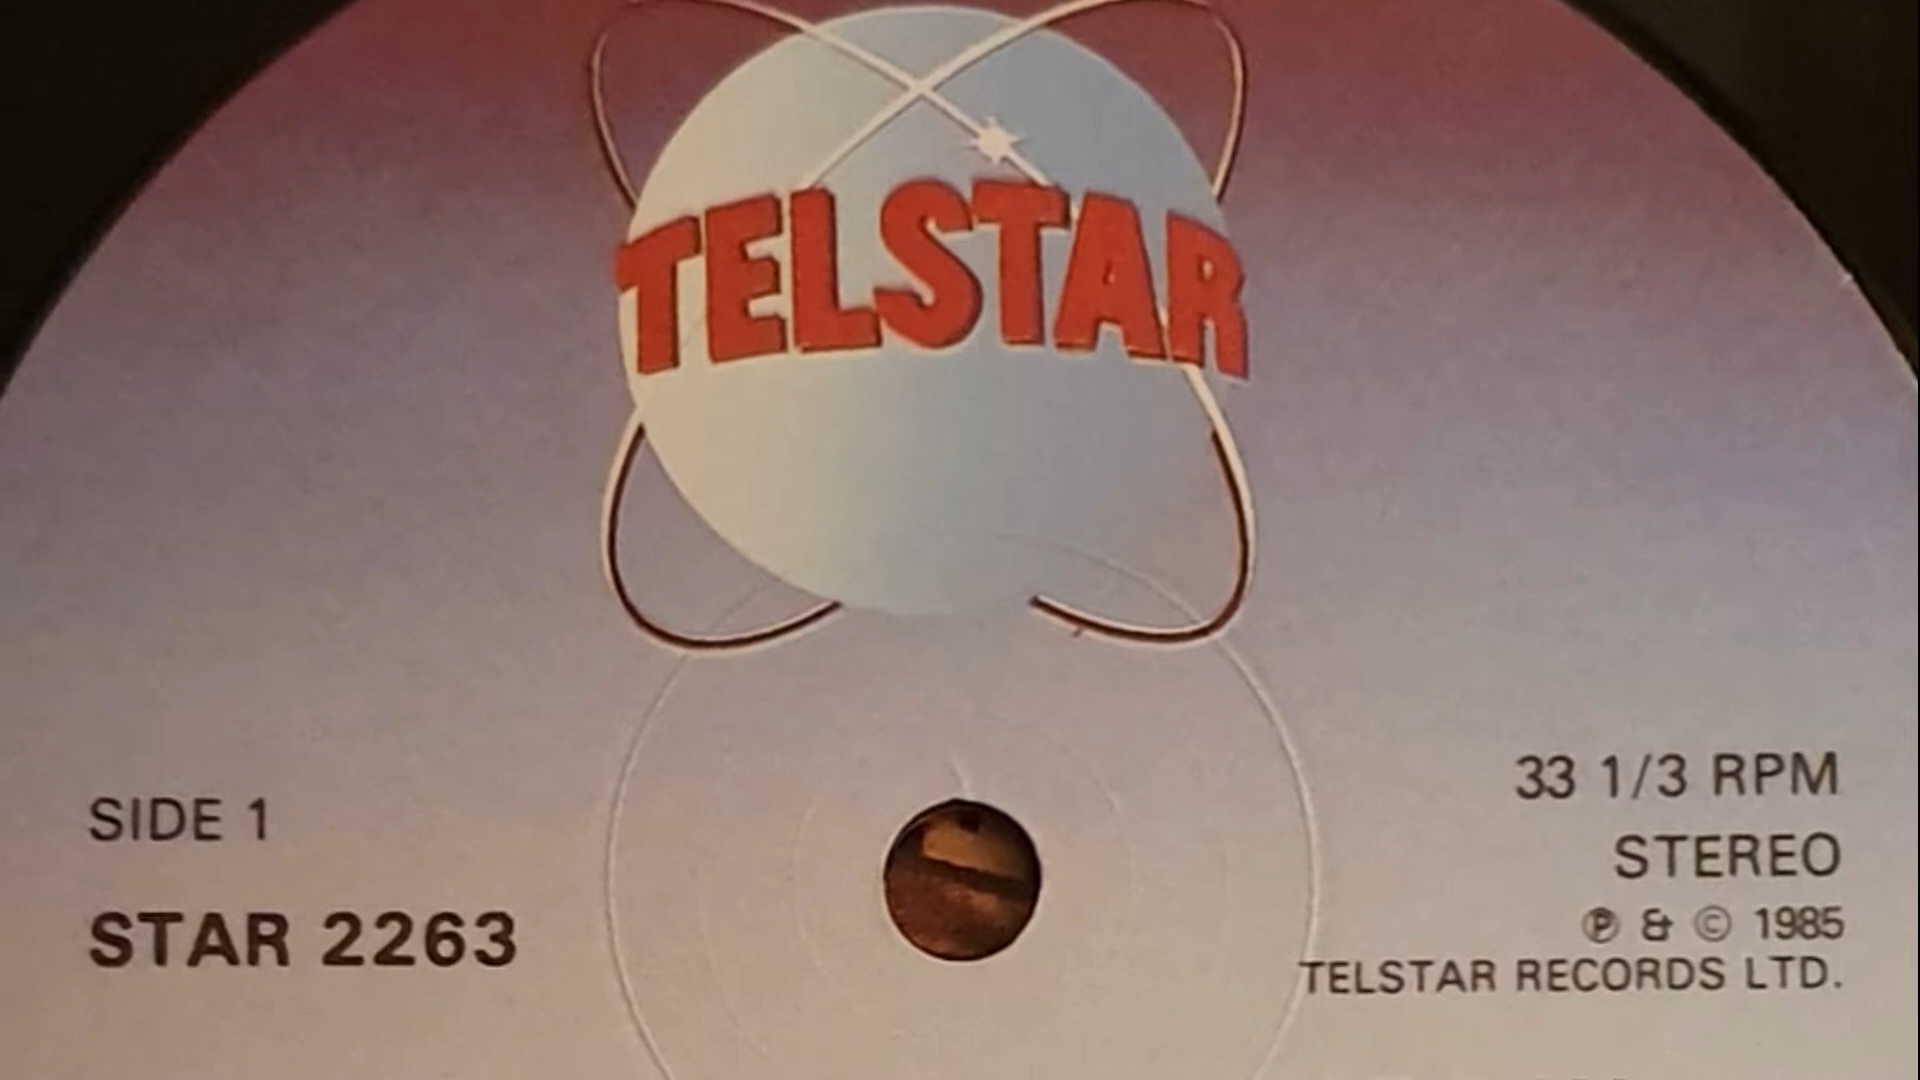 TELSTAR
SIDE 1
STAR 2263
33 1/3 RPM
STEREO
℗ & © 1985
TELSTAR RECORDS LTD.